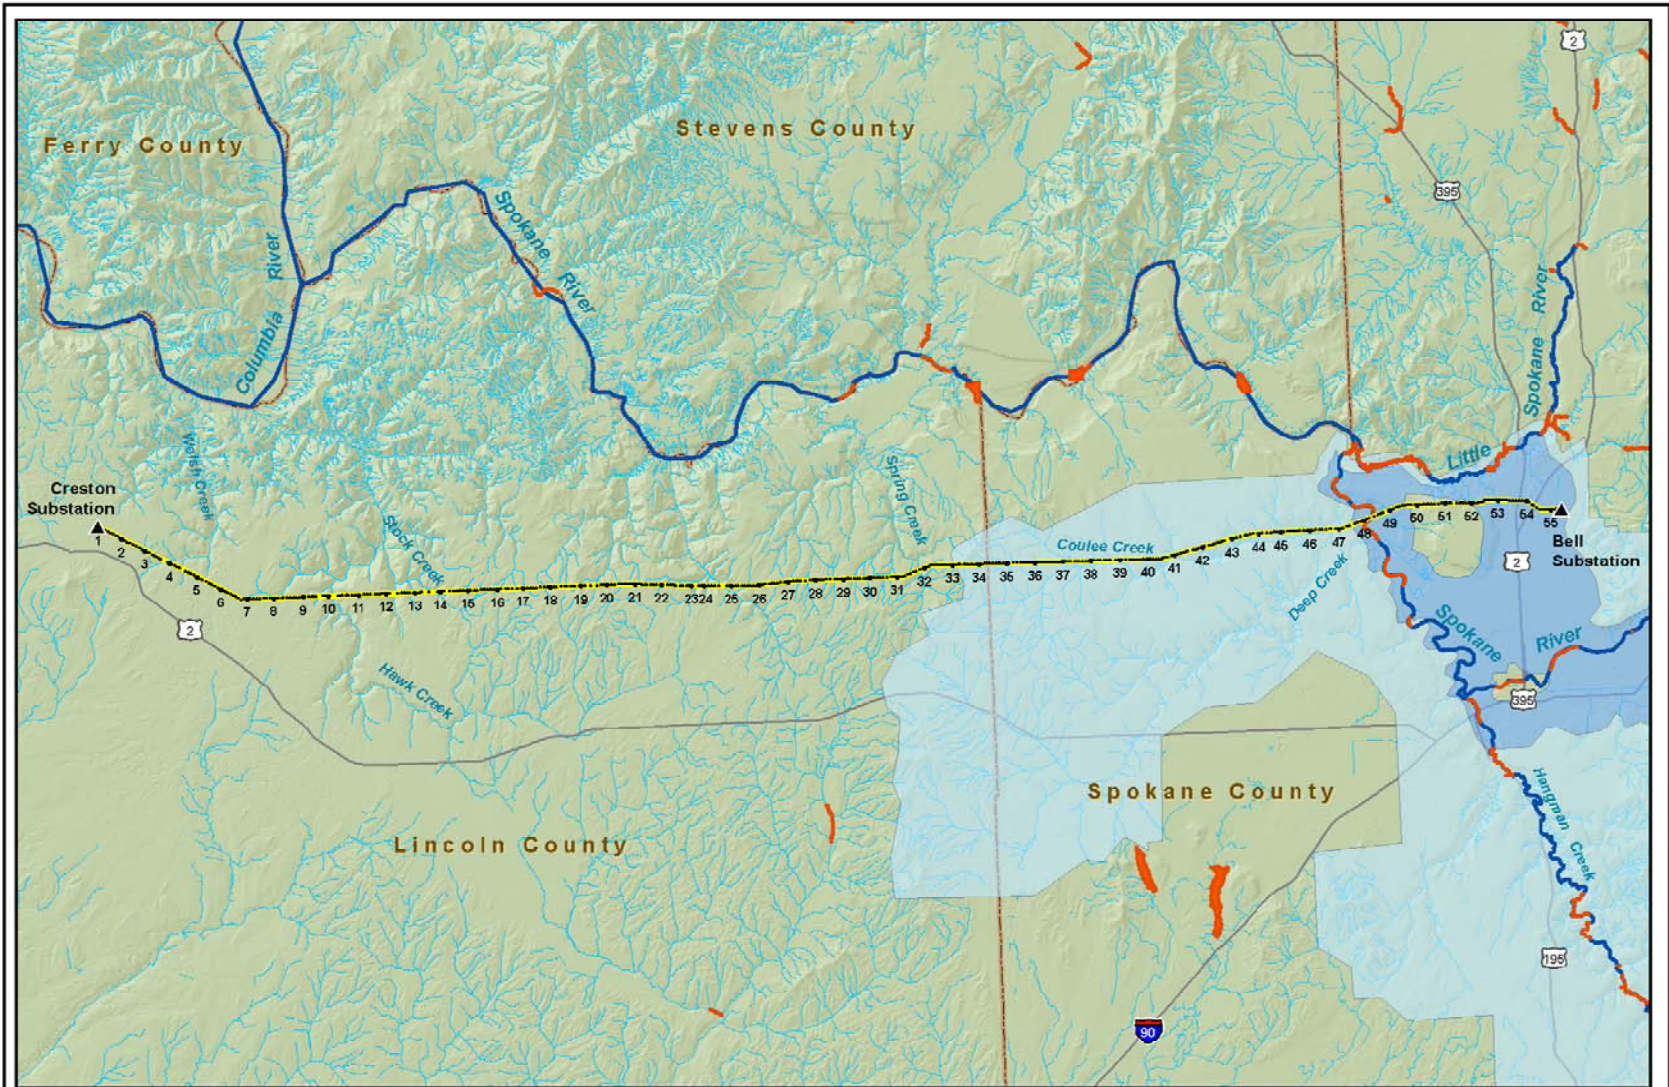 2
Stevens County
Ferry County
395
Spokane
River
River
Columbia
Spokane
River
Little
Welsh Creek
Spring Creek
Creston
Substation
Stock Creek
Coulee Creek
Bell
Substation
1
2
3
4
5
6
7
8
9
10
11
12
13
14
15
16
17
18
19
20
21
22
23
24
25
26
27
28
29
30
31
32
33
34
35
36
37
38
39
40
41
42
43
44
45
46
47
48
49
50
51
52
53
54
55
2
Deep Creek
2
Spokane
River
Hawk Creek
395
Spokane County
Hangman Creek
Lincoln County
195
90